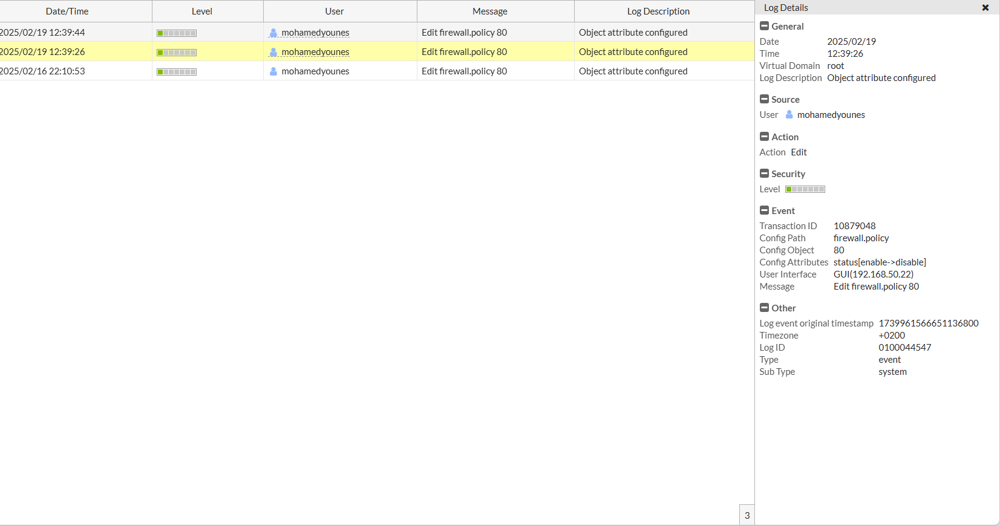 Date/Time Level User Message Log Description
2025/02/19 12:39:44 mohamedyounes Edit firewall.policy 80 Object attribute configured
2025/02/19 12:39:26 mohamedyounes Edit firewall.policy 80 Object attribute configured
2025/02/16 22:10:53 mohamedyounes Edit firewall.policy 80 Object attribute configured
3
Log Details
General
Date 2025/02/19
Time 12:39:26
Virtual Domain root
Log Description Object attribute configured
Source
User mohamedyounes
Action
Action Edit
Security
Level
Event
Transaction ID 10879048
Config Path firewall.policy
Config Object 80
Config Attributes status[enable->disable]
User Interface GUI(192.168.50.22)
Message Edit firewall.policy 80
Other
Log event original timestamp 1739961566651136800
Timezone +0200
Log ID 0100044547
Type event
Sub Type system